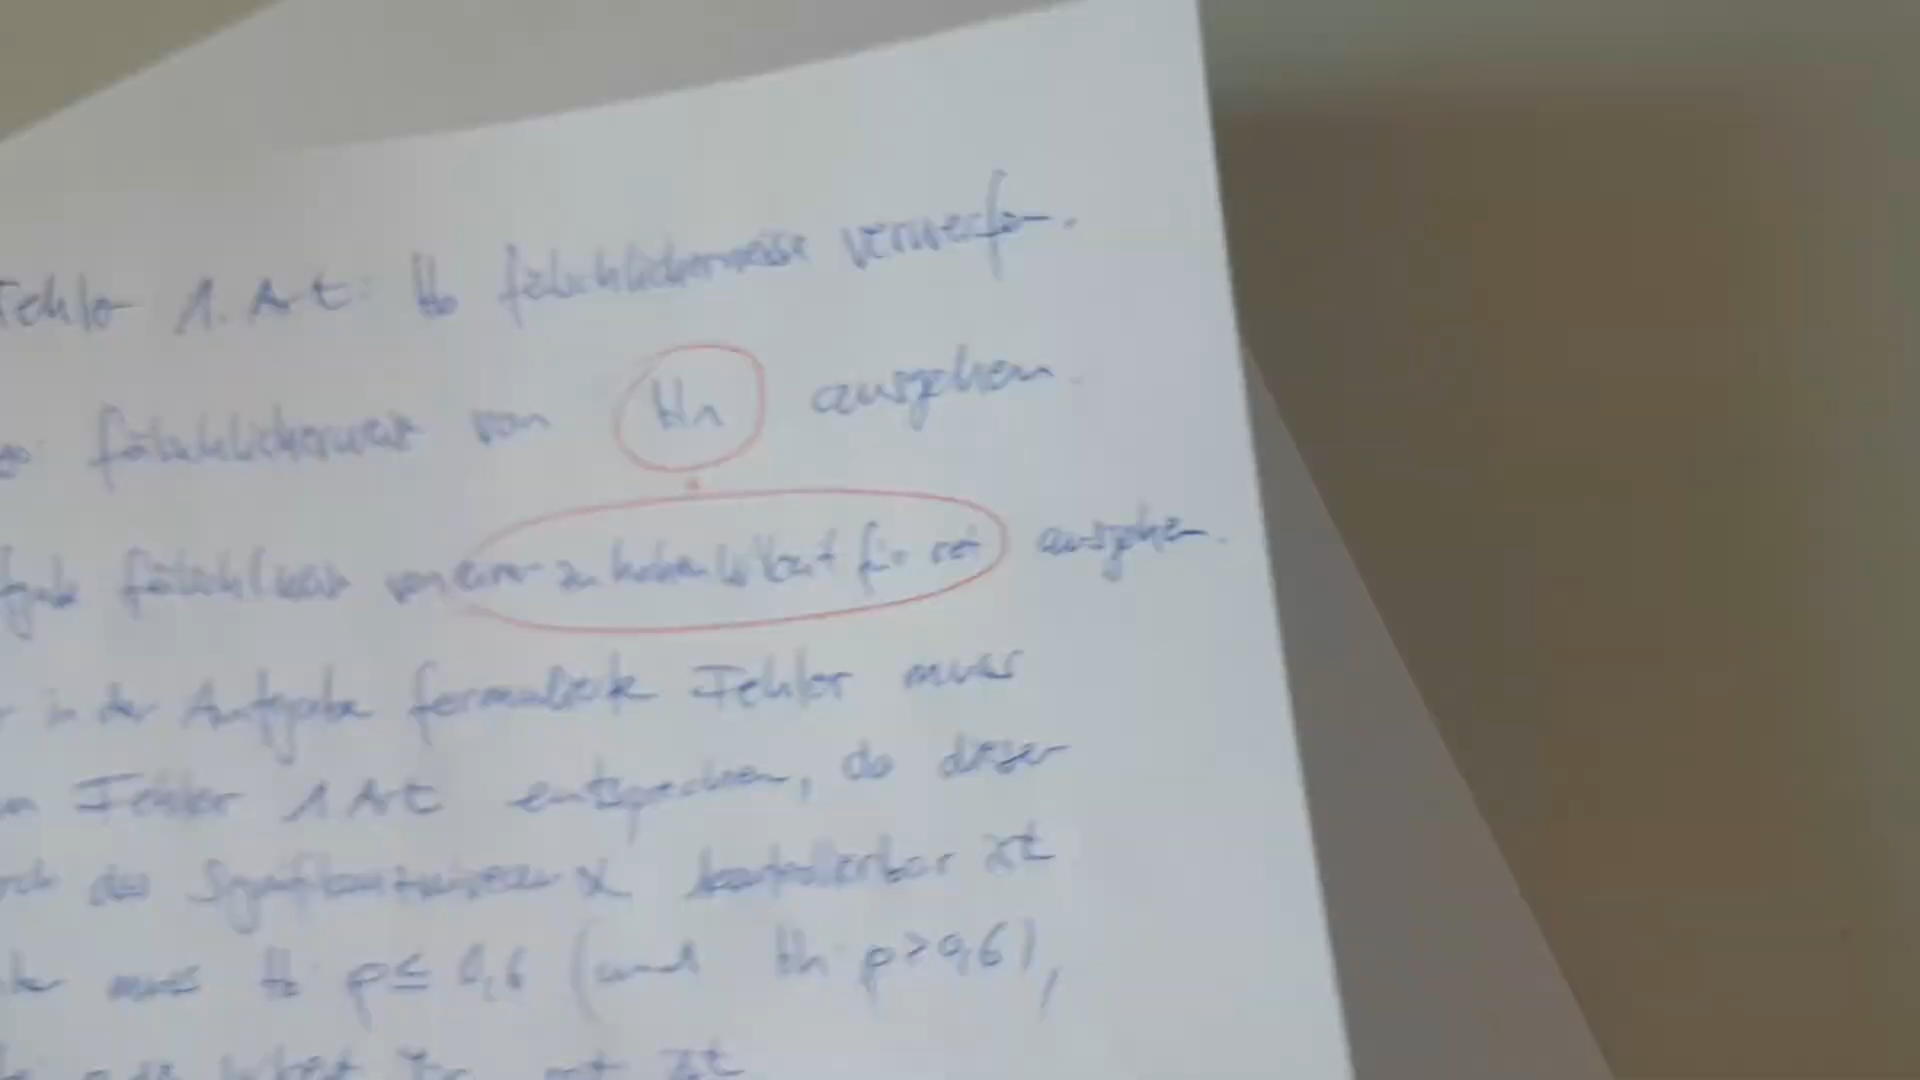 Fehler 1. Art: H0 fälschlicherweise verwerfen.
fälschlicherweise von H1 ausgehen.
fälschlicherweise von einer zu hohen für rot ausgehen.
in der Aufgabe formulierte Fehler muss
Fehler 1 Art entsprechen, da dieser
das Signifikanzniveau α kontrollierbar ist
muss H0: p ≤ 0,6 (und H1: p > 0,6),
rot ist